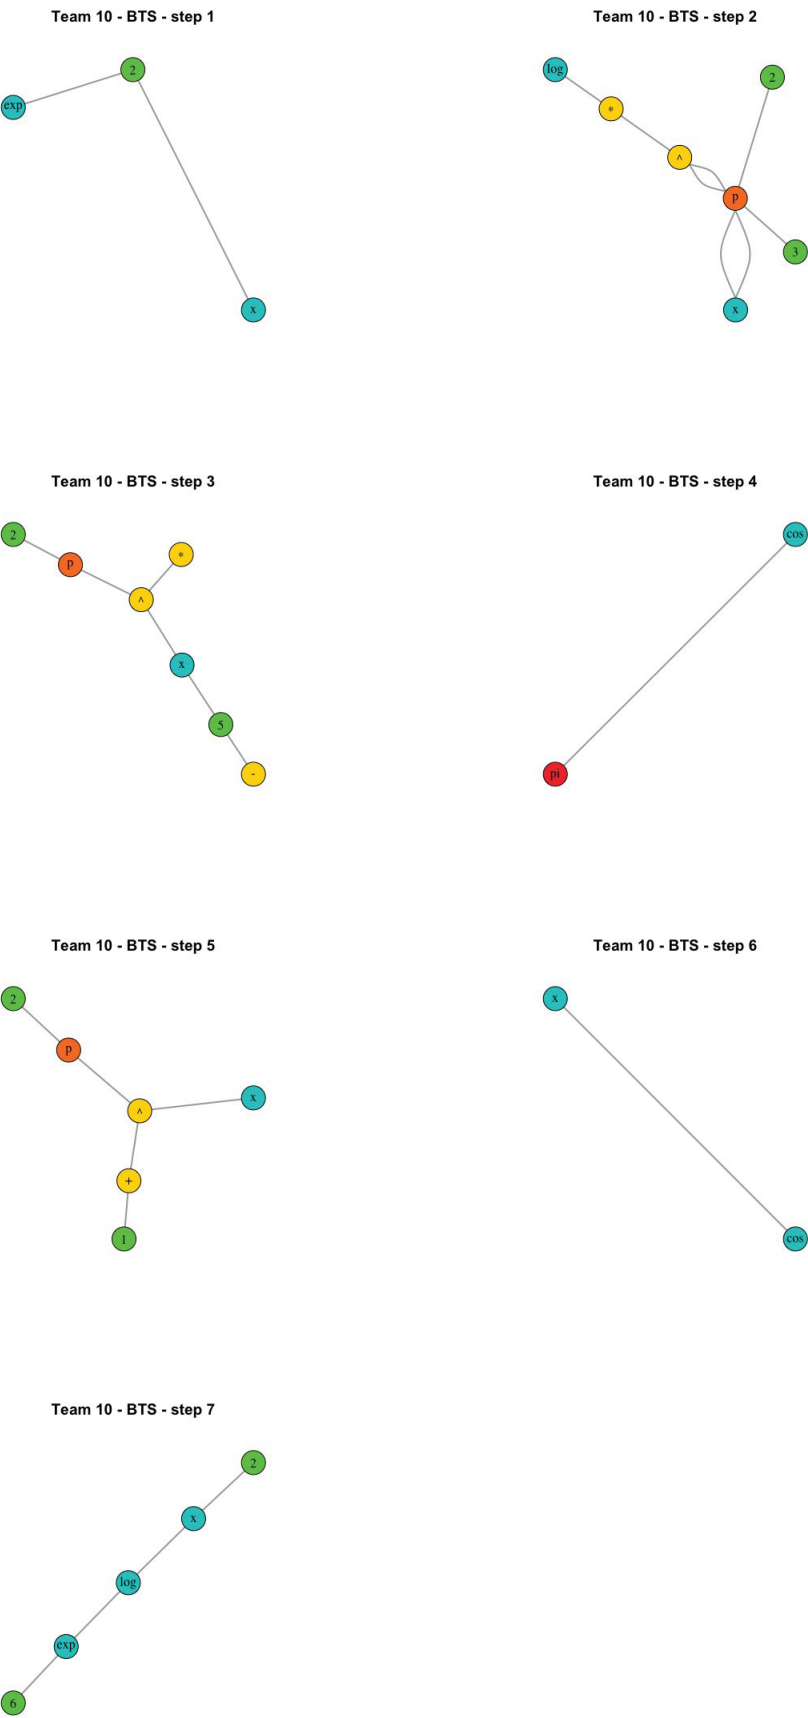 Team 10 - BTS - step 1
2
exp
x
Team 10 - BTS - step 2
log
2
*
^
p
3
x
Team 10 - BTS - step 3
2
*
p
^
x
5
-
Team 10 - BTS - step 4
cos
pi
Team 10 - BTS - step 5
2
p
x
^
+
1
Team 10 - BTS - step 6
x
cos
Team 10 - BTS - step 7
2
x
log
exp
6